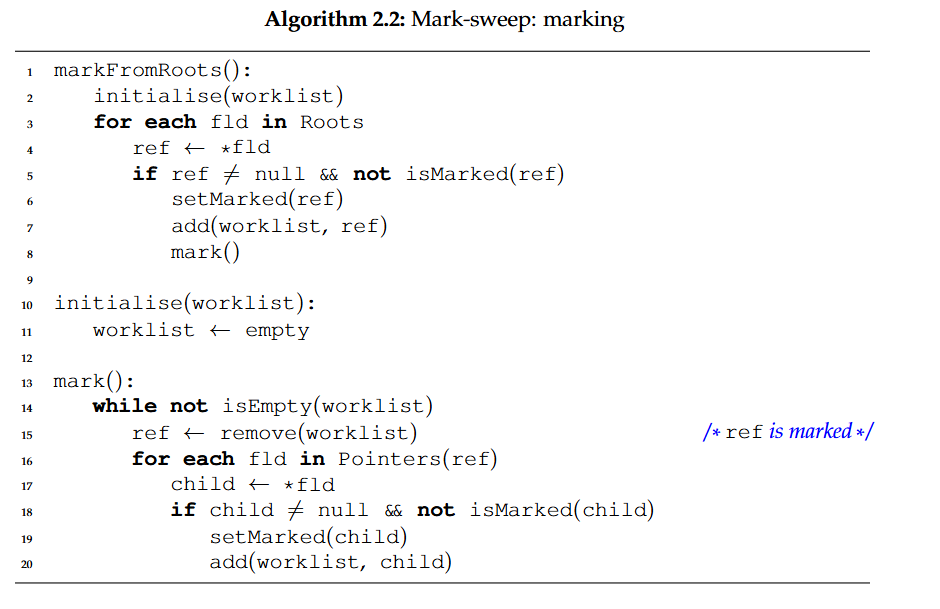 Algorithm 2.2: Mark-sweep: marking
1 markFromRoots():
2 initialise(worklist)
3 for each fld in Roots
4 ref ← *fld
5 if ref ≠ null && not isMarked(ref)
6 setMarked(ref)
7 add(worklist, ref)
8 mark()
9
10 initialise(worklist):
11 worklist ← empty
12
13 mark():
14 while not isEmpty(worklist)
15 ref ← remove(worklist) /* ref is marked */
16 for each fld in Pointers(ref)
17 child ← *fld
18 if child ≠ null && not isMarked(child)
19 setMarked(child)
20 add(worklist, child)